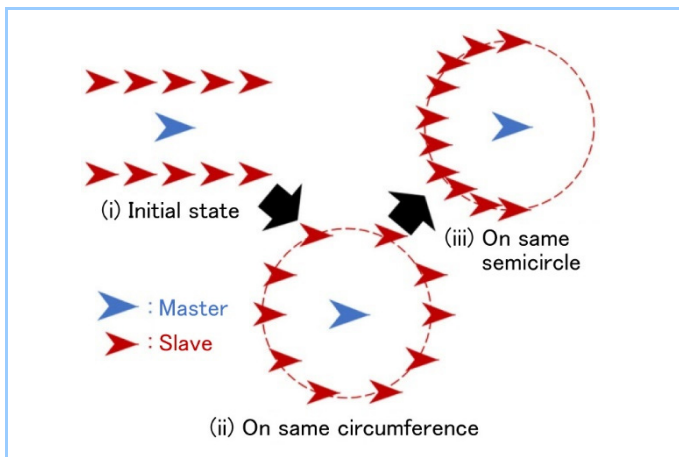 (i) Initial state
(iii) On same
semicircle
: Master
: Slave
(ii) On same circumference